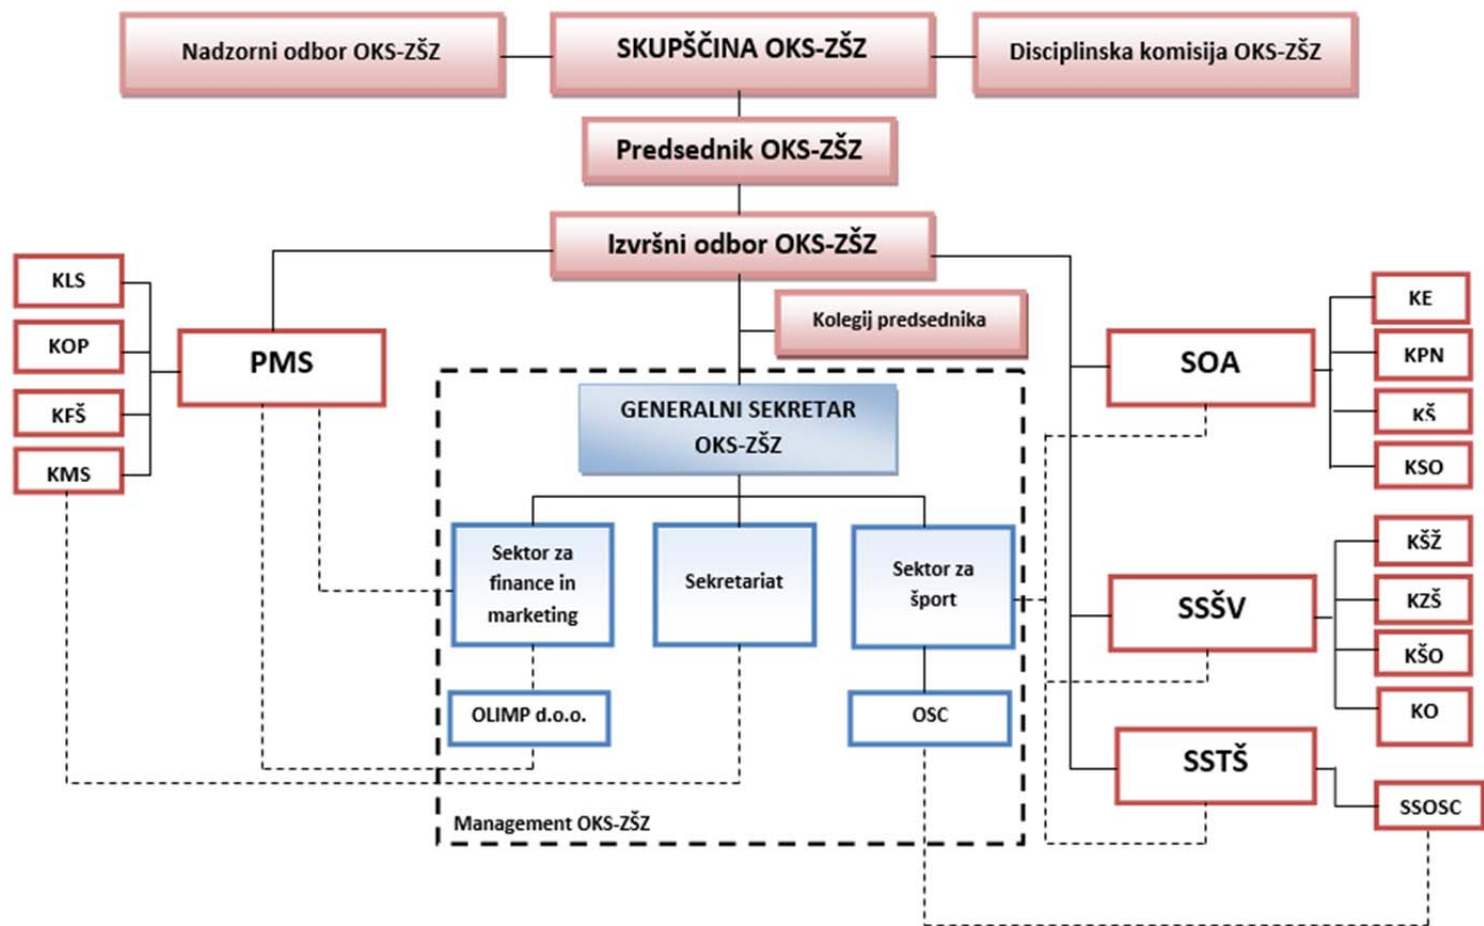 Nadzorni odbor OKS-ZŠZ
SKUPŠČINA OKS-ZŠZ
Disciplinska komisija OKS-ZŠZ
Predsednik OKS-ZŠZ
Izvršni odbor OKS-ZŠZ
Kolegij predsednika
KLS
KOP
KFŠ
KMS
PMS
GENERALNI SEKRETAR
OKS-ZŠZ
Sektor za
finance in
marketing
Sekretariat
Sektor za
šport
OLIMP d.o.o.
OSC
Management OKS-ZŠZ
SOA
KE
KPN
KŠ
KSO
SSŠV
KŠŽ
KZŠ
KŠO
KO
SSTŠ
SSOSC